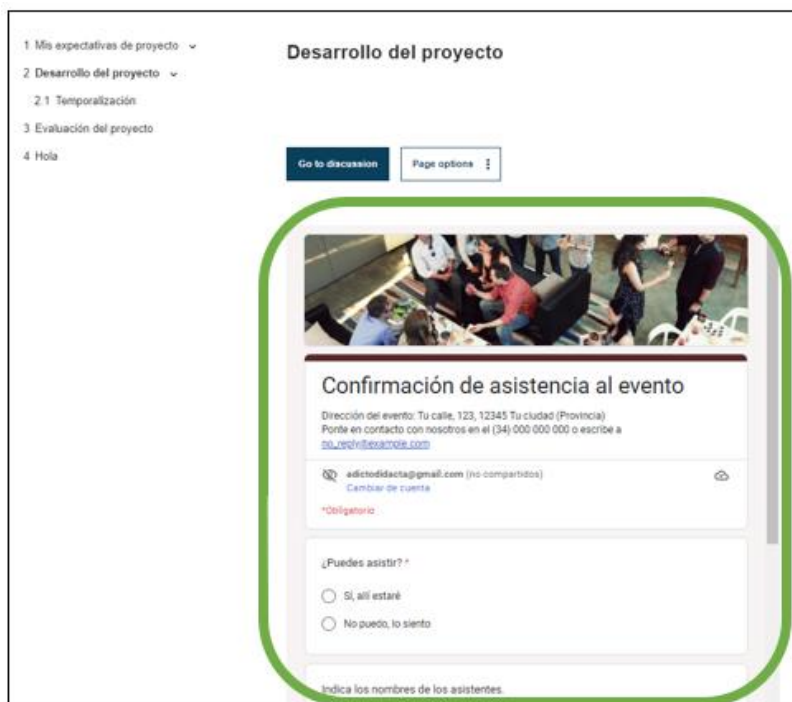 1 Mis expectativas de proyecto
2 Desarrollo del proyecto
2.1 Temporalización
3 Evaluación del proyecto
4 Hola
Desarrollo del proyecto
Go to discussion
Page options
Confirmación de asistencia al evento
Dirección del evento: Tu calle, 123, 12345 Tu ciudad (Provincia)
Ponte en contacto con nosotros en el (34) 000 000 000 o escribe a
no_reply@example.com
adictodidacta@gmail.com (no compartidos)
Cambiar de cuenta
*Obligatorio
¿Puedes asistir? *
Sí, allí estaré
No puedo, lo siento
Indica los nombres de los asistentes.